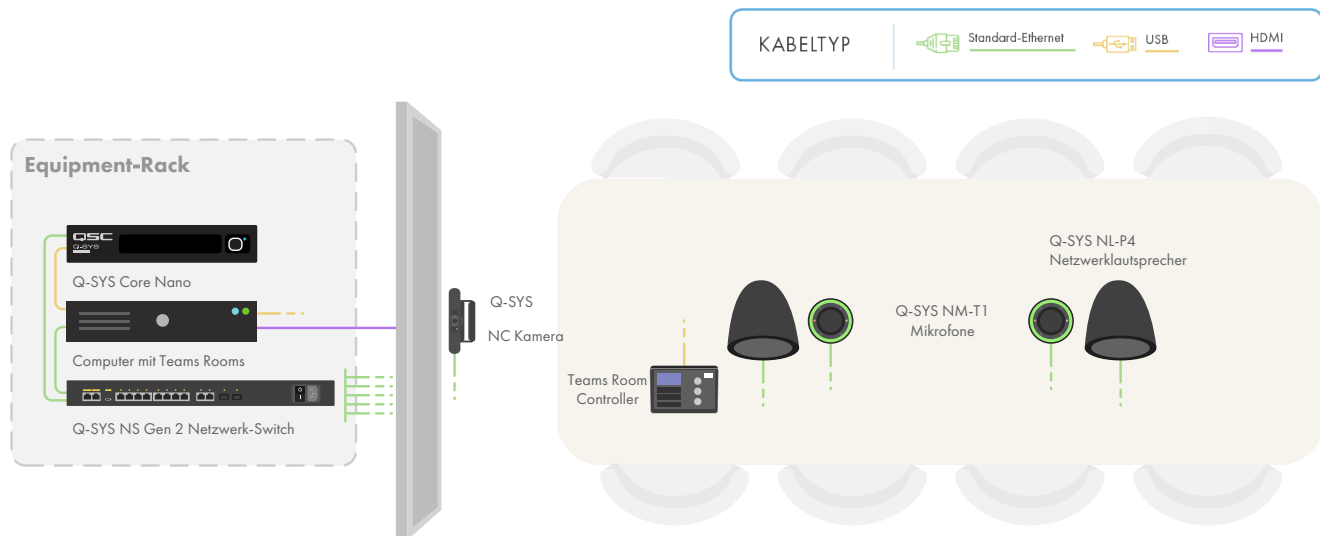 KABELTYP
Standard-Ethernet
USB
HDMI
Equipment-Rack
QSC
Q-SYS
Q-SYS Core Nano
Computer mit Teams Rooms
Q-SYS NS Gen 2 Netzwerk-Switch
Q-SYS
NC Kamera
Teams Room
Controller
Q-SYS NM-T1
Mikrofone
Q-SYS NL-P4
Netzwerklautsprecher